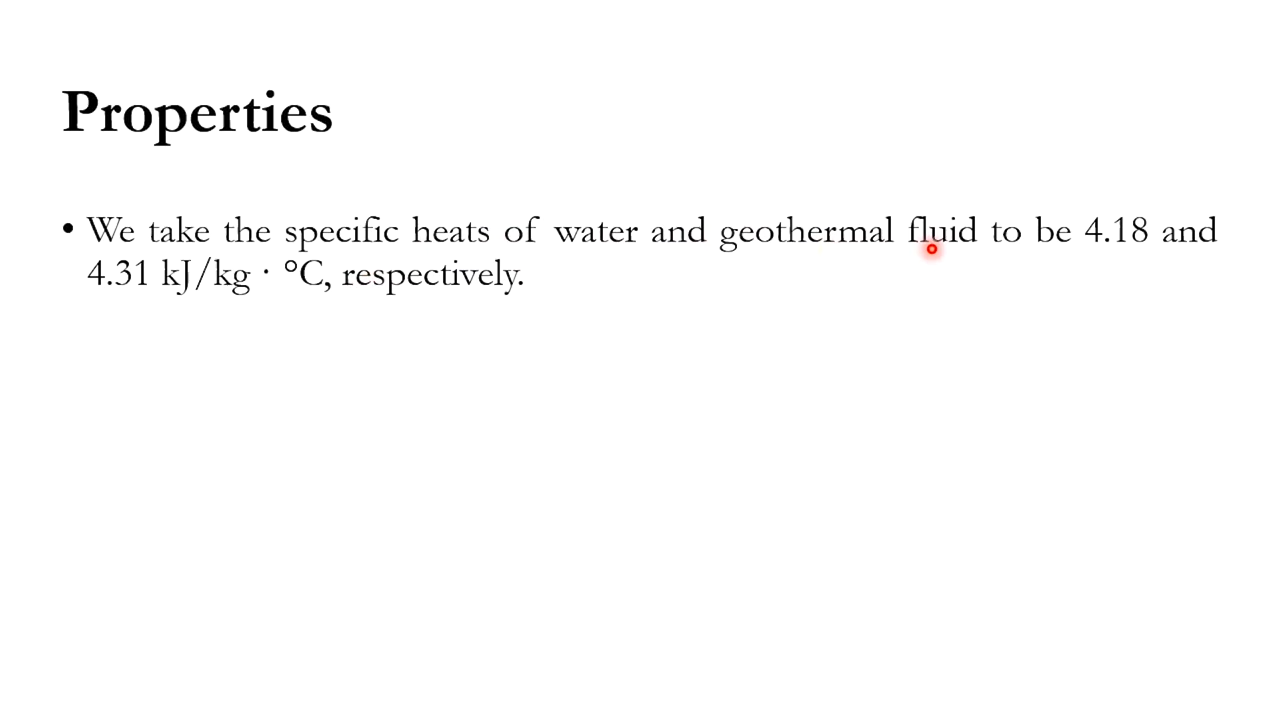 Properties
• We take the specific heats of water and geothermal fluid to be 4.18 and
4.31 kJ/kg · °C, respectively.